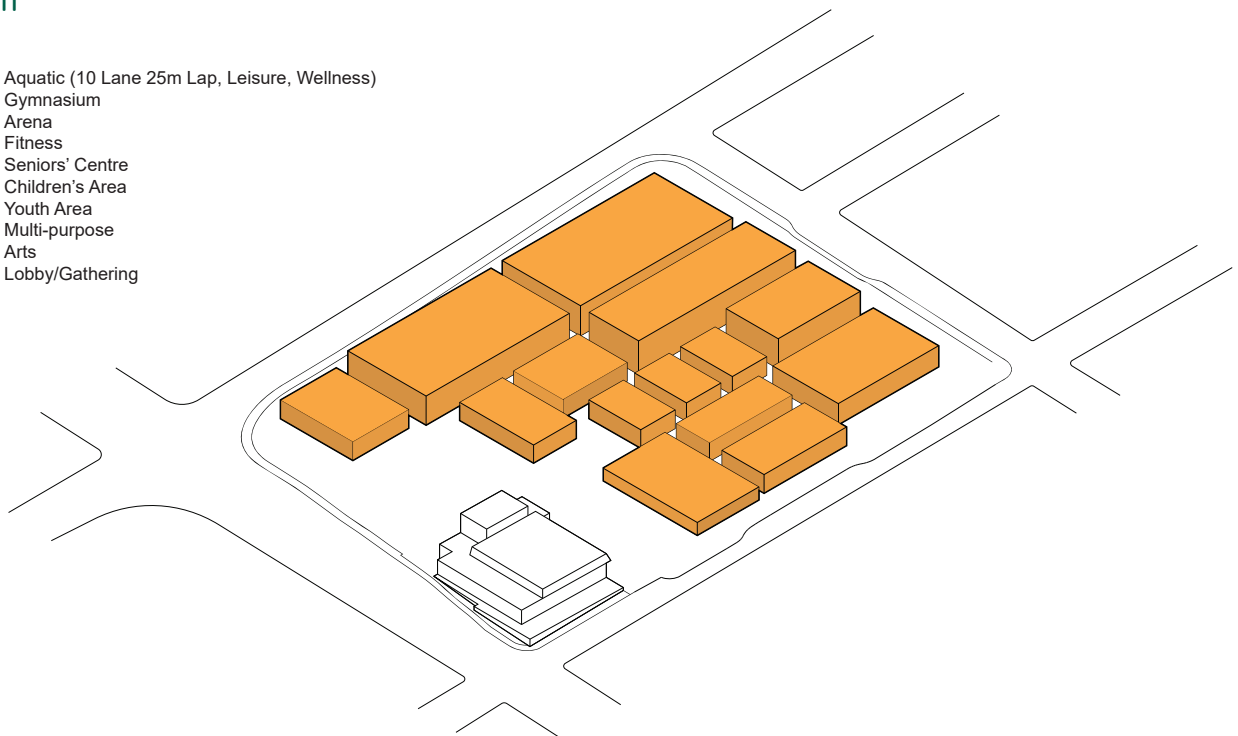 Aquatic (10 Lane 25m Lap, Leisure, Wellness)
Gymnasium
Arena
Fitness
Seniors’ Centre
Children’s Area
Youth Area
Multi-purpose
Arts
Lobby/Gathering